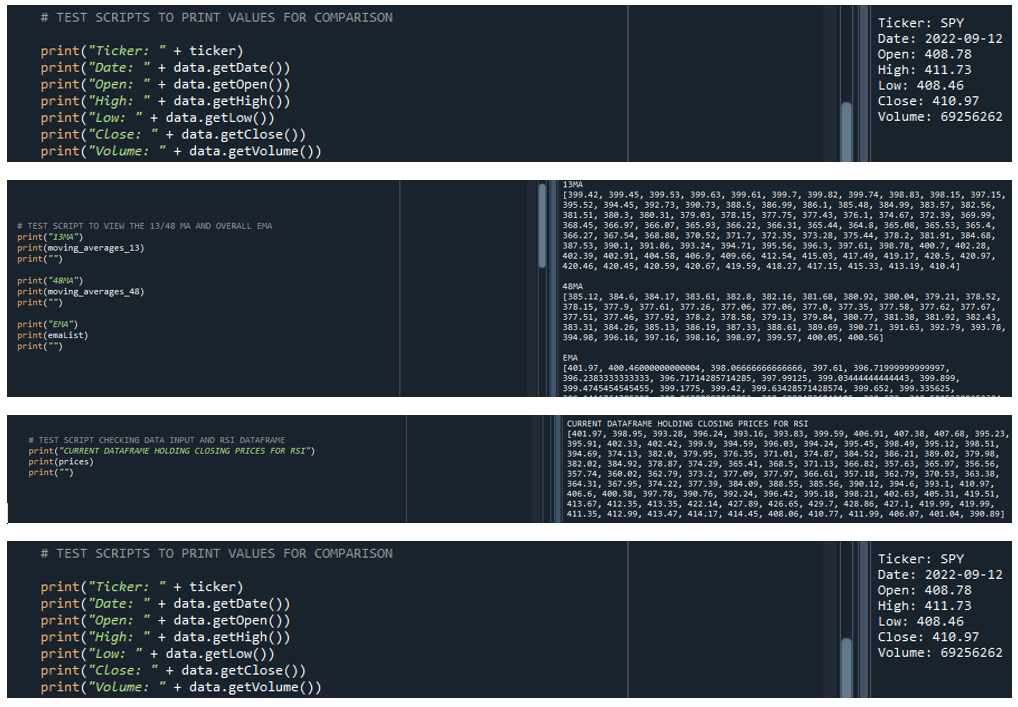 # TEST SCRIPTS TO PRINT VALUES FOR COMPARISON
print("Ticker: " + ticker)
print("Date: " + data.getDate())
print("Open: " + data.getOpen())
print("High: " + data.getHigh())
print("Low: " + data.getLow())
print("Close: " + data.getClose())
print("Volume: " + data.getVolume())
Ticker: SPY
Date: 2022-09-12
Open: 408.78
High: 411.73
Low: 408.46
Close: 410.97
Volume: 69256262
# TEST SCRIPT TO VIEW THE 13/48 MA AND OVERALL EMA
print("13MA")
print(moving_averages_13)
print("")
print("48MA")
print(moving_averages_48)
print("")
print("EMA")
print(emaList)
print("")
13MA
[399.42, 399.45, 399.53, 399.63, 399.61, 399.7, 399.82, 399.74, 398.83, 398.15, 397.15,
395.52, 394.45, 392.73, 390.73, 388.5, 386.99, 386.1, 385.48, 384.99, 383.57, 382.56,
381.51, 380.3, 380.31, 379.03, 378.15, 377.75, 377.43, 376.1, 374.67, 372.39, 369.99,
368.45, 366.97, 366.07, 365.93, 366.22, 366.31, 365.44, 364.8, 365.08, 365.53, 365.4,
366.27, 367.54, 368.88, 370.52, 371.7, 372.35, 373.28, 375.44, 378.2, 381.91, 384.68,
387.53, 390.1, 391.86, 393.24, 394.71, 395.56, 396.3, 397.61, 398.78, 400.7, 402.28,
402.39, 402.91, 404.58, 406.9, 409.66, 412.54, 415.03, 417.49, 419.17, 420.5, 420.97,
420.46, 420.45, 420.59, 420.67, 419.59, 418.27, 417.15, 415.33, 413.19, 410.4]
48MA
[385.12, 384.6, 384.17, 383.61, 382.8, 382.16, 381.68, 380.92, 380.04, 379.21, 378.52,
378.15, 377.9, 377.61, 377.26, 377.06, 377.06, 377.0, 377.35, 377.58, 377.62, 377.67,
377.51, 377.46, 377.92, 378.2, 378.58, 379.13, 379.84, 380.77, 381.38, 381.92, 382.43,
383.31, 384.26, 385.13, 386.19, 387.33, 388.61, 389.69, 390.71, 391.63, 392.79, 393.78,
394.98, 396.16, 397.16, 398.16, 398.97, 399.57, 400.05, 400.56]
EMA
[401.97, 400.46000000000004, 398.06666666666666, 397.61, 396.71999999999997,
396.2383333333333, 396.71714285714285, 397.99125, 399.03444444444443, 399.899,
399.4745454545455, 399.1775, 399.42, 399.63428571428574, 399.652, 399.335625,
# TEST SCRIPT CHECKING DATA INPUT AND RSI DATAFRAME
print("CURRENT DATAFRAME HOLDING CLOSING PRICES FOR RSI")
print(prices)
print("")
CURRENT DATAFRAME HOLDING CLOSING PRICES FOR RSI
[401.97, 398.95, 393.28, 396.24, 393.16, 393.83, 399.59, 406.91, 407.38, 407.68, 395.23,
395.91, 402.33, 402.42, 399.9, 394.59, 396.03, 394.24, 395.45, 398.49, 395.12, 398.51,
394.69, 374.13, 382.0, 379.95, 376.35, 371.01, 374.87, 384.52, 386.21, 389.02, 379.98,
382.02, 384.92, 378.87, 374.29, 365.41, 368.5, 371.13, 366.82, 357.63, 365.97, 356.56,
357.74, 360.02, 362.79, 373.2, 377.09, 377.97, 366.61, 357.18, 362.79, 370.53, 363.38,
364.31, 367.95, 374.22, 377.39, 384.09, 388.55, 385.56, 390.12, 394.6, 393.1, 410.97,
406.6, 400.38, 397.78, 390.76, 392.24, 396.42, 395.18, 398.21, 402.63, 405.31, 419.51,
413.67, 412.35, 413.35, 422.14, 427.89, 426.65, 429.7, 428.86, 427.1, 419.99, 419.99,
411.35, 412.99, 413.47, 414.17, 414.45, 408.06, 410.77, 411.99, 406.07, 401.04, 390.89]
# TEST SCRIPTS TO PRINT VALUES FOR COMPARISON
print("Ticker: " + ticker)
print("Date: " + data.getDate())
print("Open: " + data.getOpen())
print("High: " + data.getHigh())
print("Low: " + data.getLow())
print("Close: " + data.getClose())
print("Volume: " + data.getVolume())
Ticker: SPY
Date: 2022-09-12
Open: 408.78
High: 411.73
Low: 408.46
Close: 410.97
Volume: 69256262